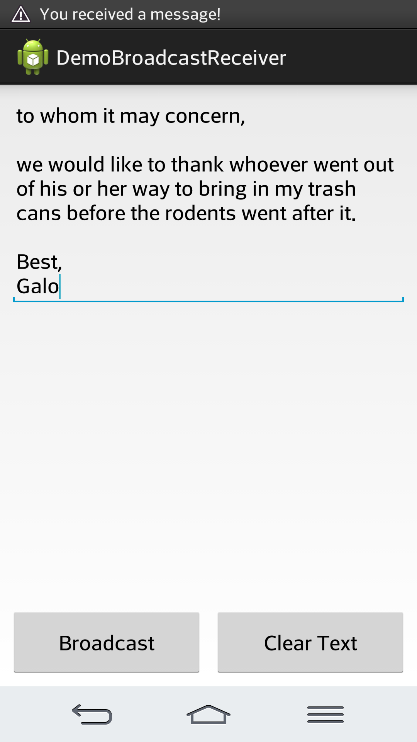 You received a message!
DemoBroadcastReceiver
to whom it may concern,
we would like to thank whoever went out
of his or her way to bring in my trash
cans before the rodents went after it.
Best,
Galo
Broadcast
Clear Text